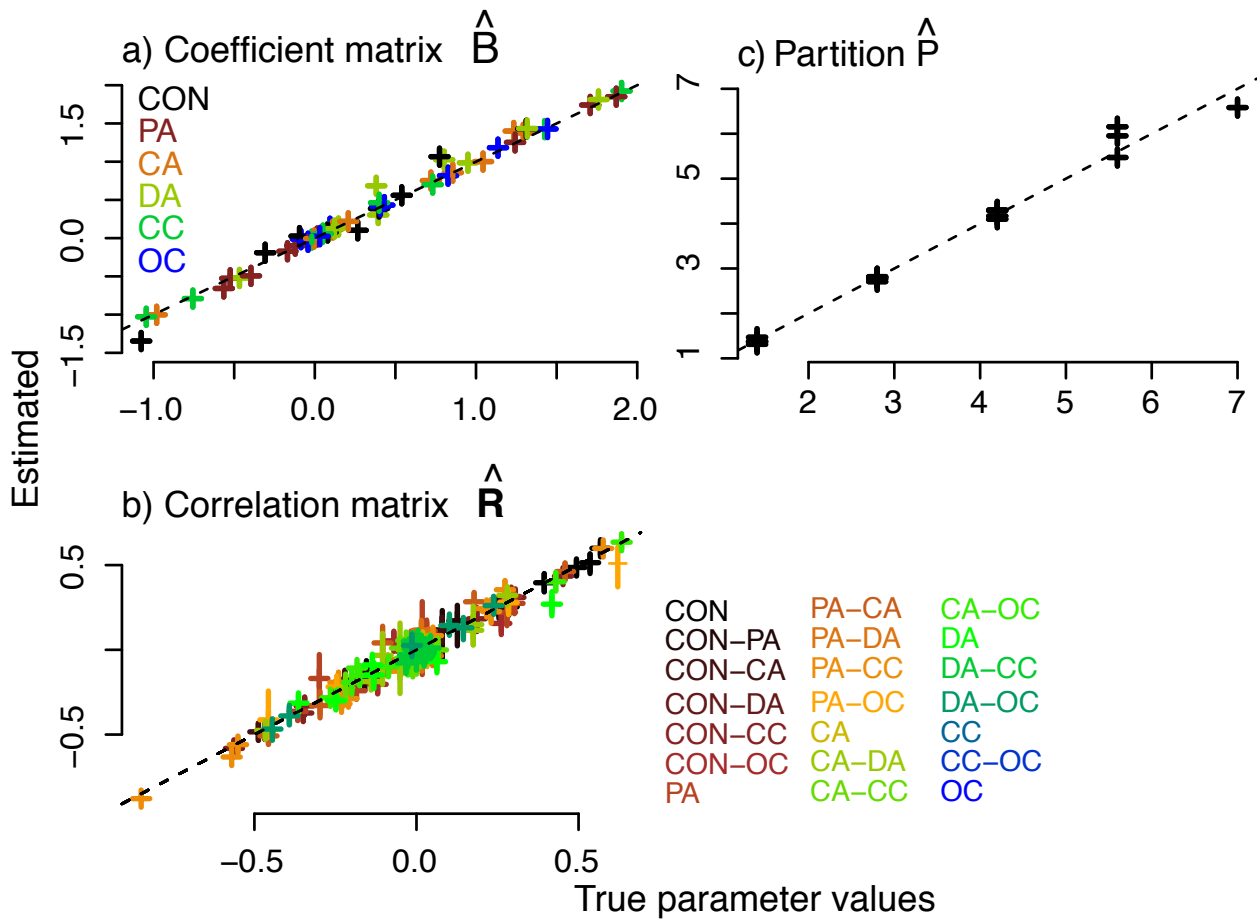 a) Coefficient matrix B̂
CON
PA
CA
DA
CC
OC
1.5
0.0
−1.5
−1.0 0.0 1.0 2.0
c) Partition P̂
7
5
3
1
2 3 4 5 6 7
Estimated
b) Correlation matrix R̂
0.5
−0.5
−0.5 0.0 0.5
CON PA−CA CA−OC
CON−PA PA−DA DA
CON−CA PA−CC DA−CC
CON−DA PA−OC DA−OC
CON−CC CA CC
CON−OC CA−DA CC−OC
PA CA−CC OC
True parameter values